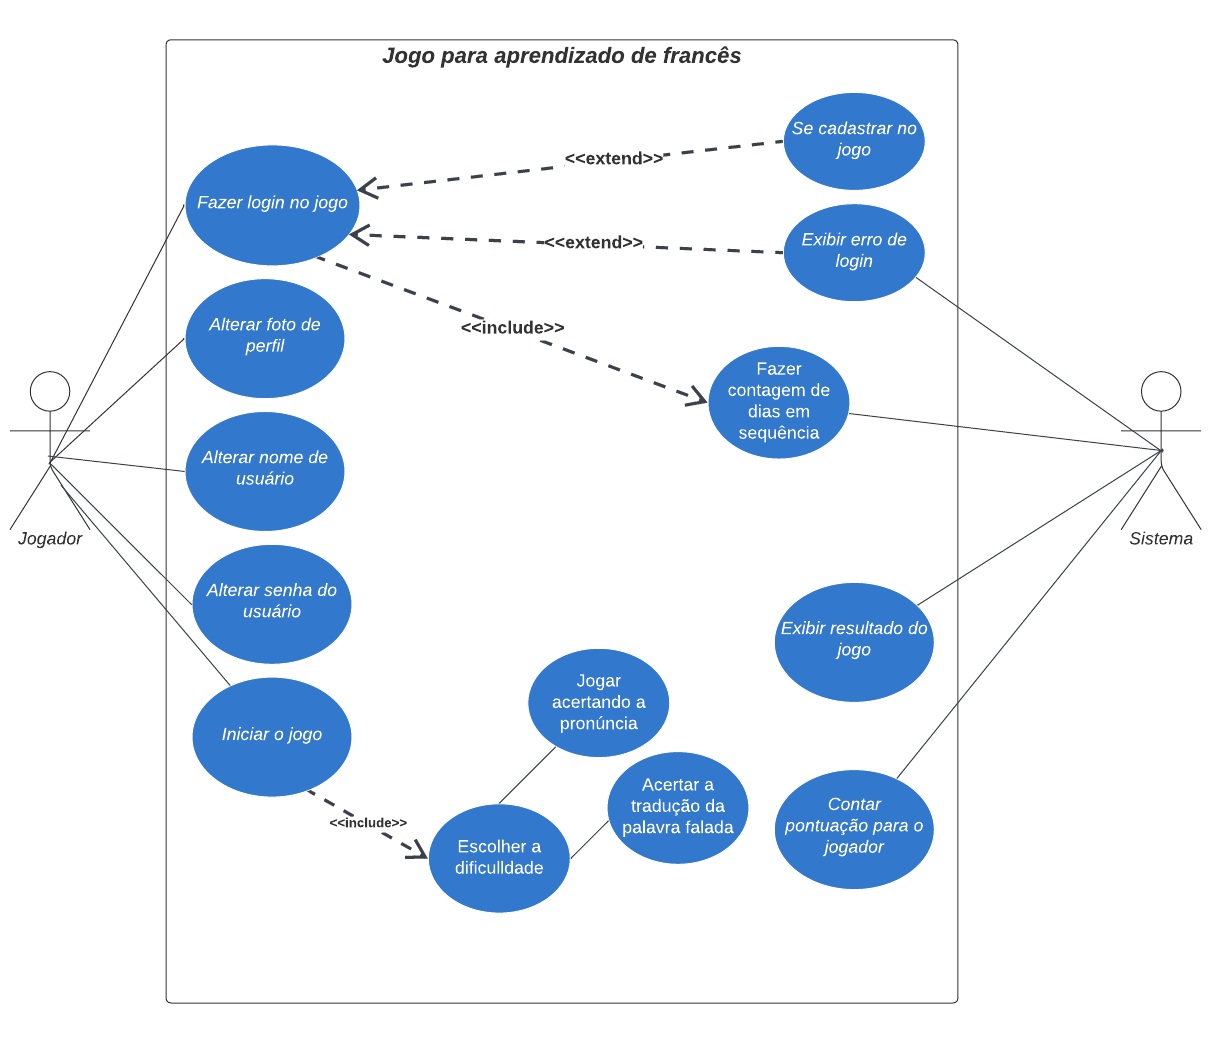 Jogo para aprendizado de francês
Se cadastrar no
jogo
<<extend>>
Fazer login no jogo
Exibir erro de
login
<<extend>>
Alterar foto de
perfil
<<include>>
Fazer
contagem de
dias em
sequência
Alterar nome de
usuário
Jogador
Sistema
Alterar senha do
usuário
Exibir resultado do
jogo
Jogar
acertando a
pronúncia
Iniciar o jogo
Acertar a
tradução da
palavra falada
Contar
pontuação para o
jogador
<<include>>
Escolher a
dificulldade